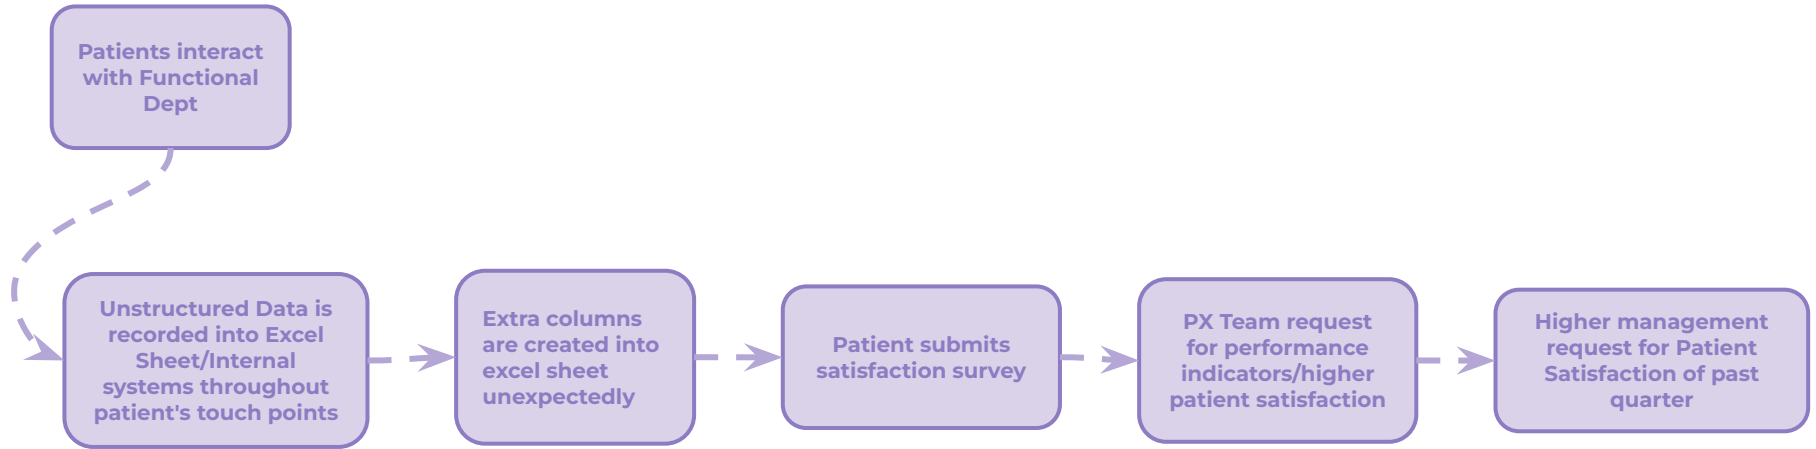 Patients interact
with Functional
Dept
Unstructured Data is
recorded into Excel
Sheet/Internal
systems throughout
patient's touch points
Extra columns
are created into
excel sheet
unexpectedly
Patient submits
satisfaction survey
PX Team request
for performance
indicators/higher
patient satisfaction
Higher management
request for Patient
Satisfaction of past
quarter